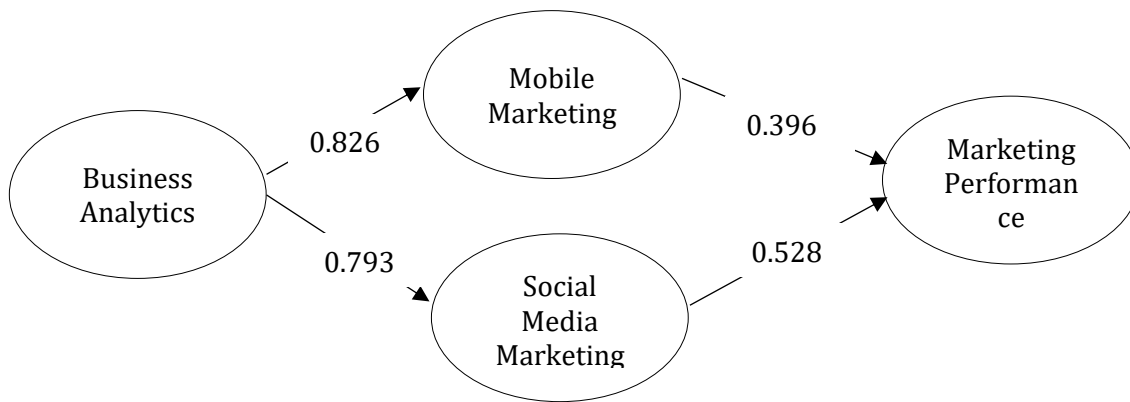 Mobile
Marketing
0.826
0.396
Business
Analytics
Marketing
Performan
ce
0.793
0.528
Social
Media
Marketing